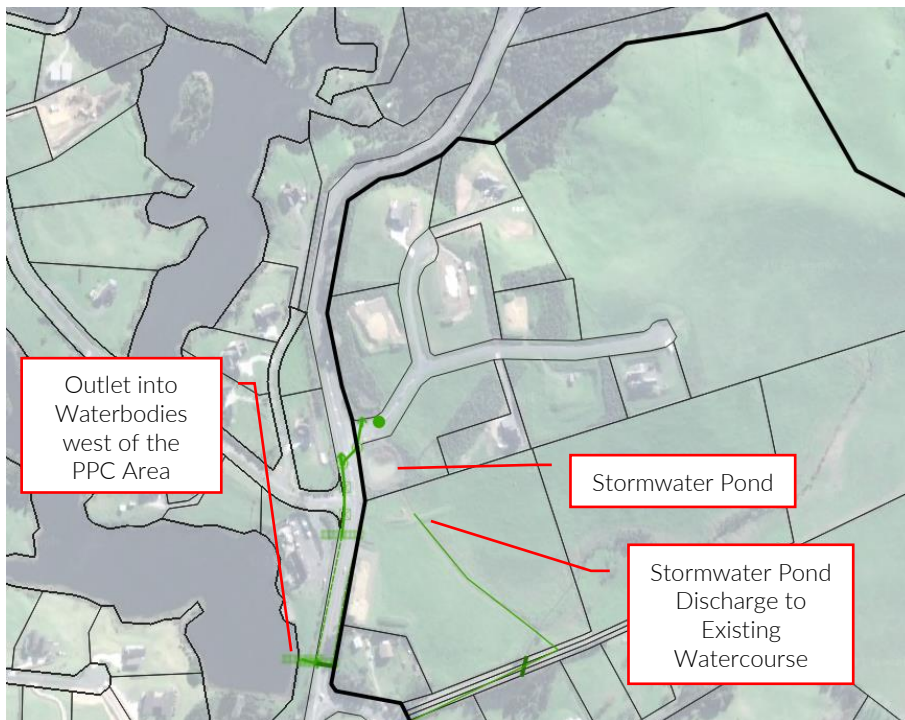 Outlet into
Waterbodies
west of the
PPC Area
Stormwater Pond
Stormwater Pond
Discharge to
Existing
Watercourse